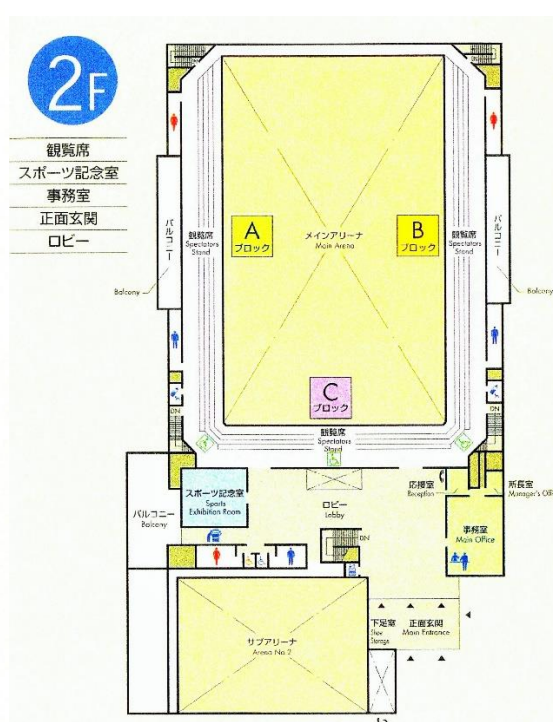 2F
観覧席
スポーツ記念室
事務室
正面玄関
ロビー
バルコニー
Balcony
観覧席
Spectators
Stand
A
ブロック
メインアリーナ
Main Arena
B
ブロック
観覧席
Spectators
Stand
バルコニー
Balcony
C
ブロック
DN
DN
DN
DN
観覧席
Spectators
Stand
バルコニー
Balcony
スポーツ記念室
Sports
Exhibition Room
ロビー
Lobby
応接室
Reception
所長室
Manager's Offi
事務室
Main Office
DN
サブアリーナ
Arena No.2
下足室
Shoe
Storage
正面玄関
Main Entrance